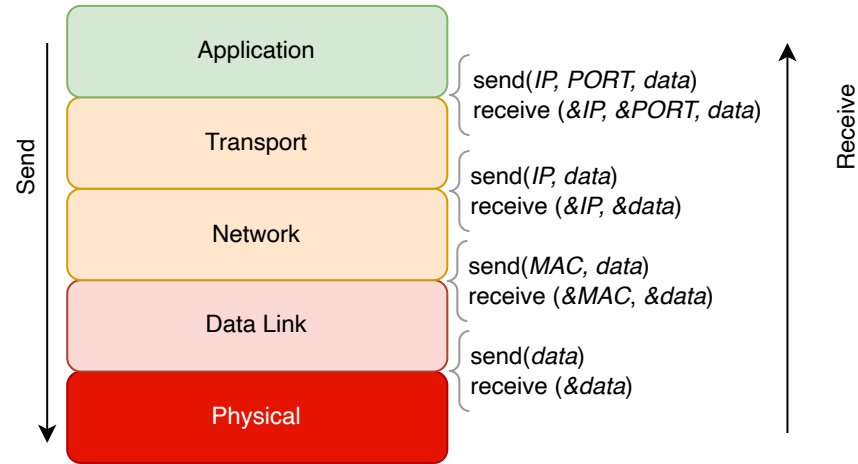 Application
send(IP, PORT, data)
receive (&IP, &PORT, data)
Transport
send(IP, data)
receive (&IP, &data)
Network
send(MAC, data)
receive (&MAC, &data)
Data Link
send(data)
receive (&data)
Physical
Send
Receive